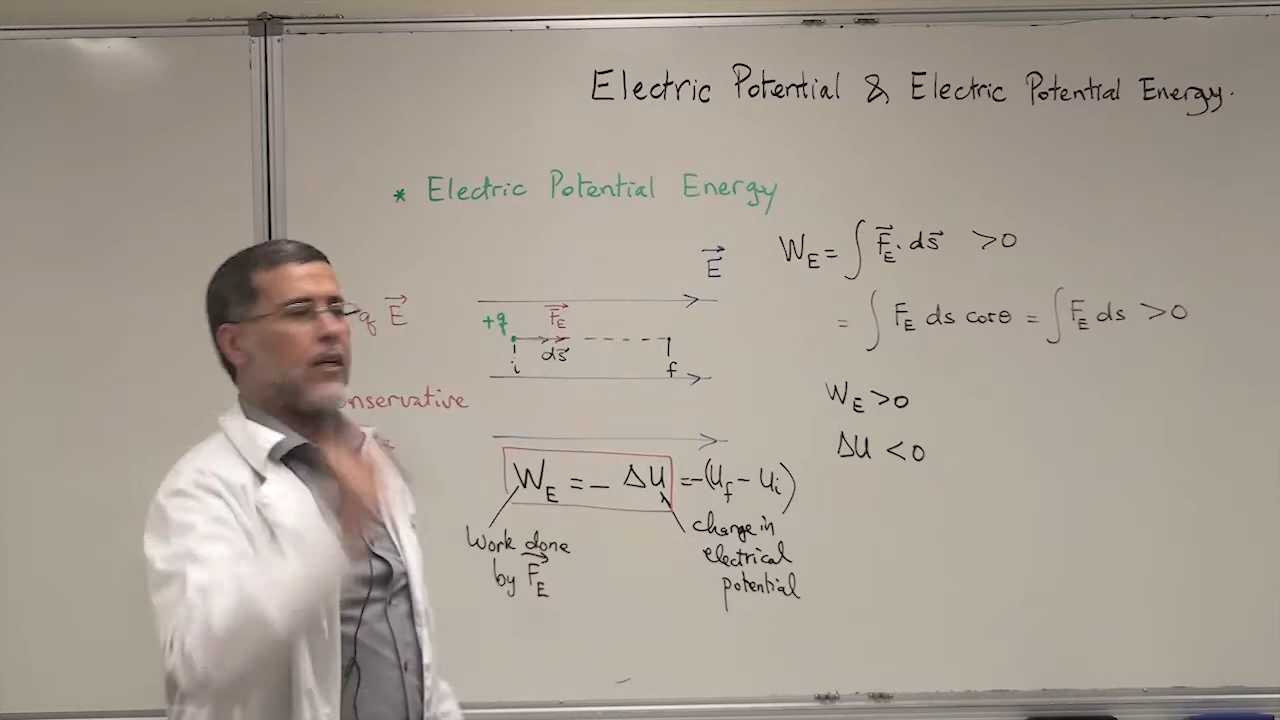 Electric Potential & Electric Potential Energy.
* Electric Potential Energy
E⃗
W_E = ∫ F⃗_E . ds⃗ >0
q E⃗
+q F⃗_E
= ∫ F_E ds cosθ = ∫ F_E ds >0
ds⃗
i f
W_E >0
nservative
ΔU <0
W_E = - ΔU = -(U_f - U_i)
Work done
by F⃗_E
change in
electrical
potential